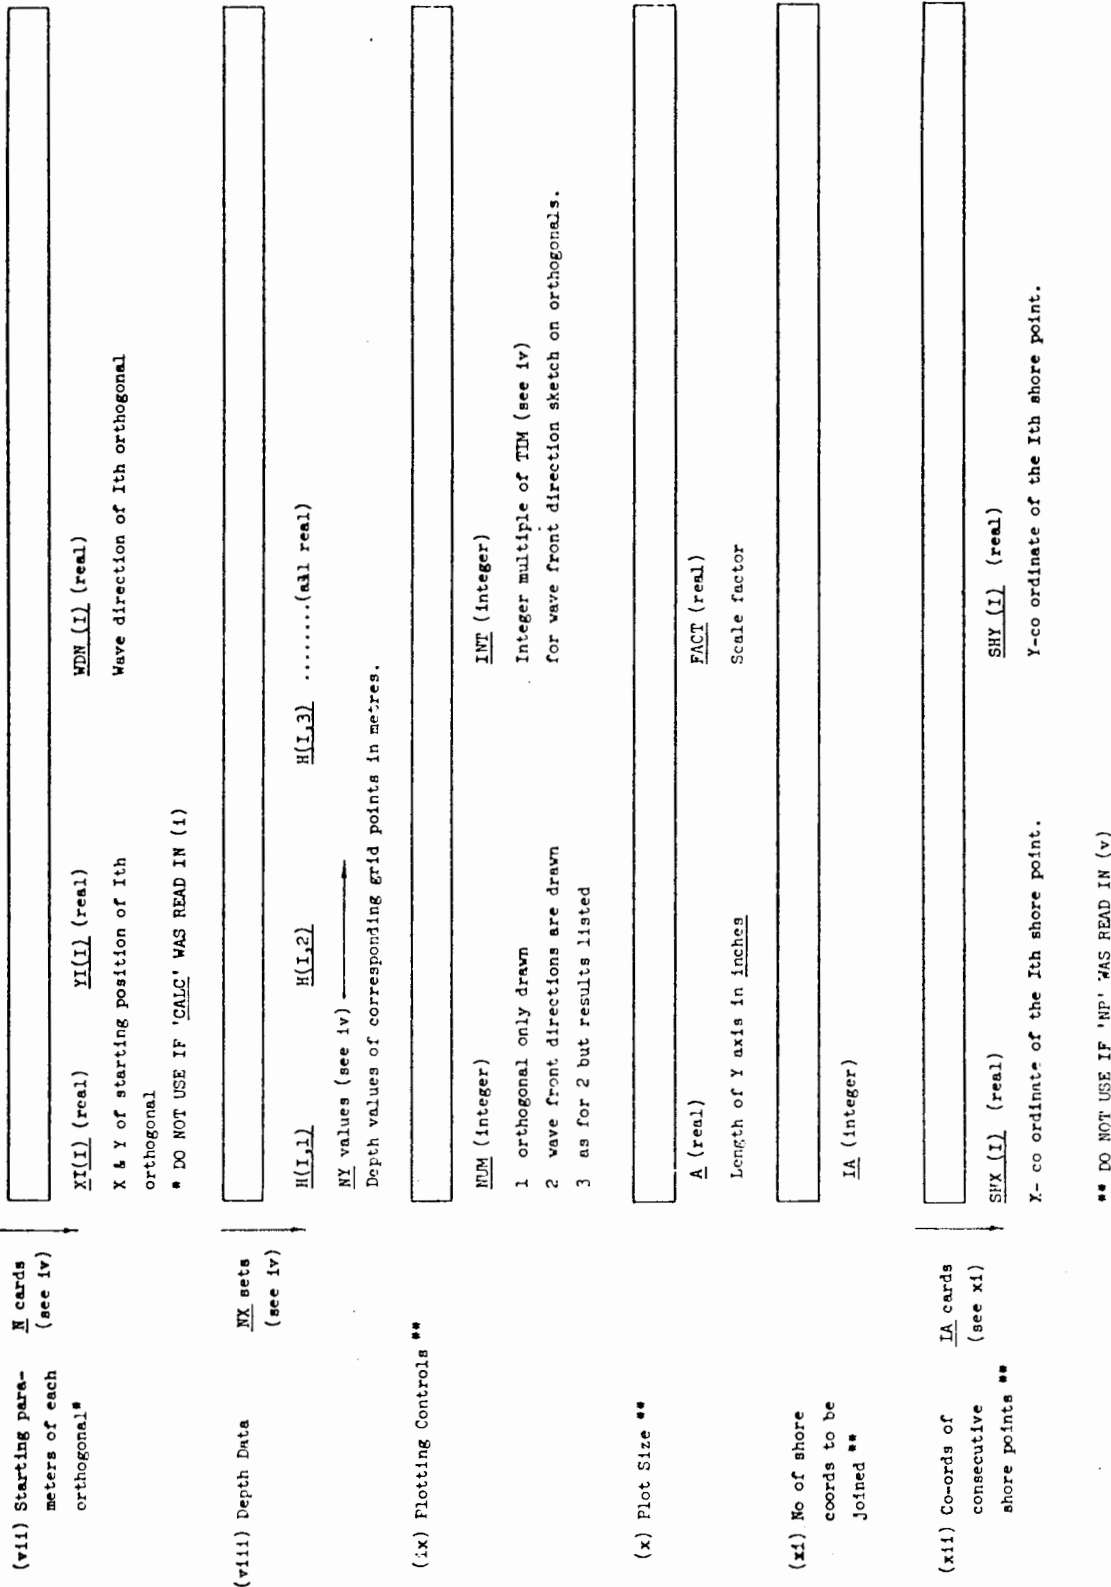 (vii) Starting para-
meters of each
orthogonal*
N cards
(see iv)
XI(I) (real) YI(I) (real) WDN (I) (real)
X & Y of starting position of Ith Wave direction of Ith orthogonal
orthogonal
* DO NOT USE IF 'CALC' WAS READ IN (i)
(viii) Depth Data
NX sets
(see iv)
H(I,1) H(I,2) H(I,3) .......(all real)
NY values (see iv)
Depth values of corresponding grid points in metres.
(ix) Plotting Controls **
NUM (integer) INT (integer)
1 orthogonal only drawn Integer multiple of TIM (see iv)
2 wave front directions are drawn for wave front direction sketch on orthogonals.
3 as for 2 but results listed
(x) Plot Size **
A (real) FACT (real)
Length of Y axis in inches Scale factor
(xi) No of shore
coords to be
joined **
IA (integer)
(xii) Co-ords of
consecutive
shore points **
IA cards
(see xi)
SHX (I) (real) SHY (I) (real)
X- co ordinate of the Ith shore point. Y-co ordinate of the Ith shore point.
** DO NOT USE IF 'NP' WAS READ IN (v)